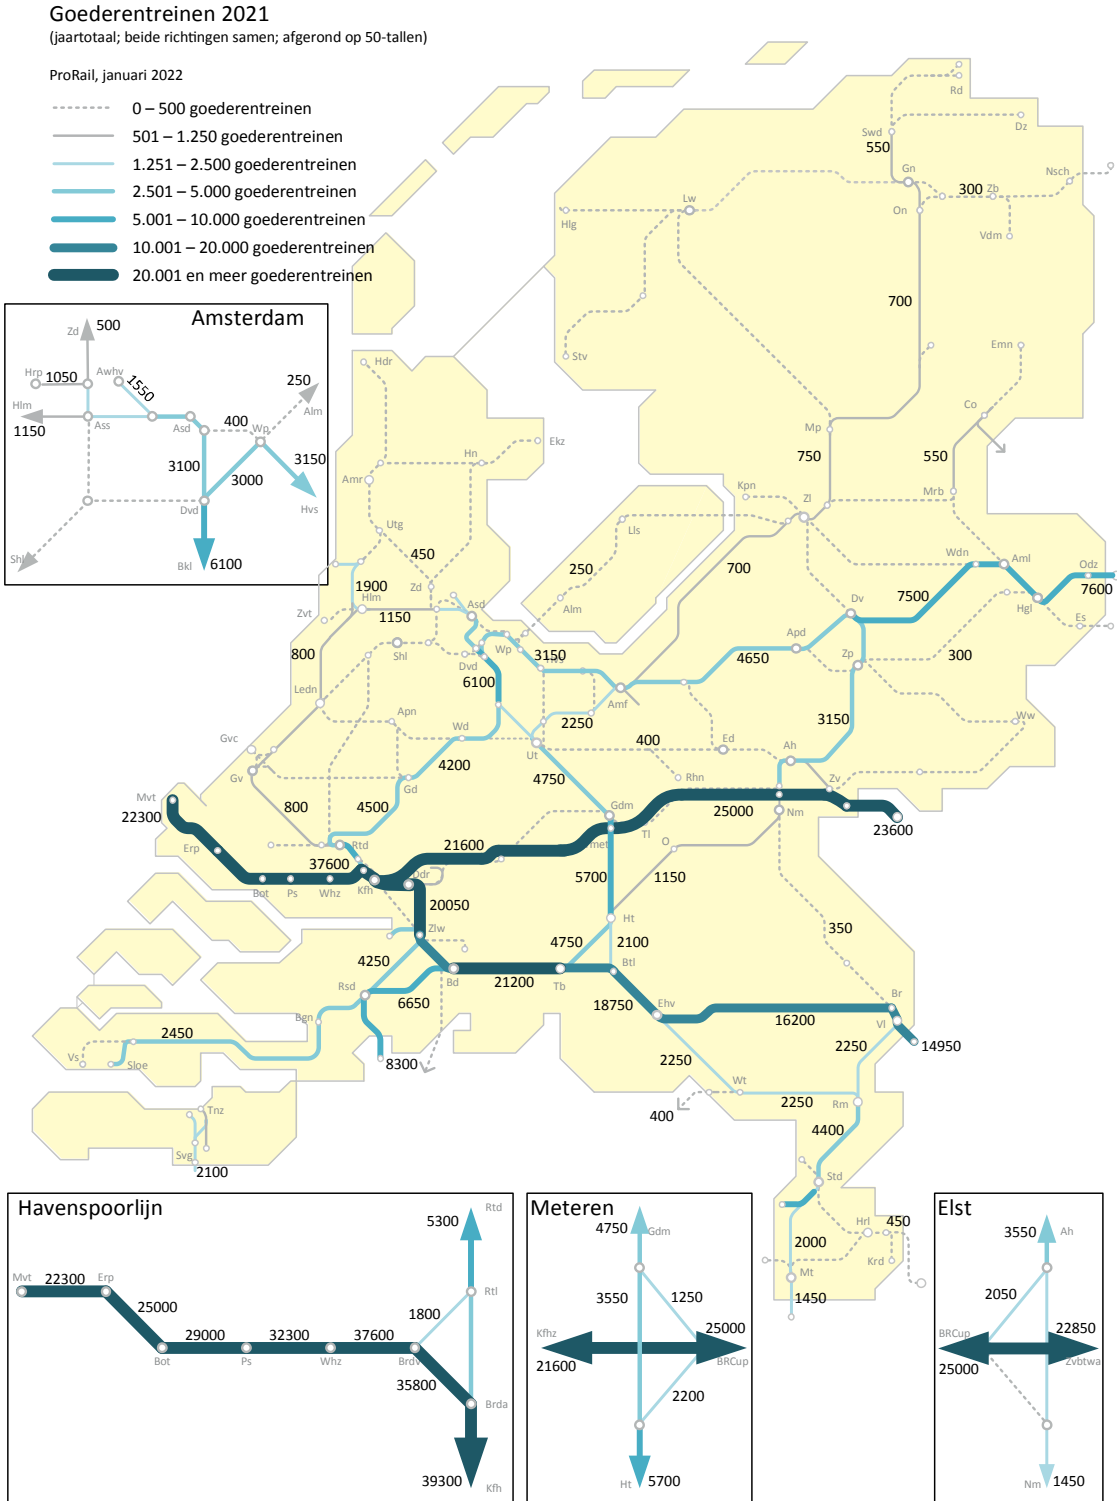 Goederentreinen 2021
(jaartotaal; beide richtingen samen; afgerond op 50-tallen)
ProRail, januari 2022
0 – 500 goederentreinen
501 – 1.250 goederentreinen
1.251 – 2.500 goederentreinen
2.501 – 5.000 goederentreinen
5.001 – 10.000 goederentreinen
10.001 – 20.000 goederentreinen
20.001 en meer goederentreinen
Amsterdam
Zd 500
Hrp 1050 Awhv 1550
250
Alm
Hlm
1150
Ass Asd 400 Wp
3100 3000 3150
Dvd Hvs
Shl
Bkl 6100
Rd
Swd Dz
550
Gn Nsch
300 Zb
Lw
Hlg On
Vdm
700
Stv
Hdr
Emn
Co
Mp
Hn Ekz
750 550
Amr
Kpn Mrb
Zl
Utg Lls
450
Wdn Aml
Odz
700
250
1900 Zd 7500 7600
Hlm Alm Hgl
1150 Asd Dv
Zvt Es
800 Shl Wp 3150 Apd
Dvd Hvs 4650 Zp 300
6100
Ledn Amf
Apn 2250 3150 Ww
Gvc Wd Ed
4200 Ut 400 Ah
Gv Gd 4750 Rhn Zv
Mvt 800 4500
22300 25000
Gdm Nm 23600
Erp Rtd 21600 Tl
37600 met O
Bot Ps Whz Kfh Ddr 5700 1150
20050
Ht
Zlw 4750 2100 350
4250
Btl
Rsd Bd 21200 Tb
6650 18750 Ehv Br
Bgn 16200 Vl
2450 2250 14950
Vs Sloe 8300 2250
Wt
2250 Rm
400
Tnz 4400
Svg
2100 Std
Hrl 450
2000
Krd
Mt
1450
Havenspoorlijn
Rtd
5300
Mvt 22300 Erp
25000 1800 Rtl
29000 32300 37600
Bot Ps Whz Brdv
35800
Brda
39300
Kfh
Meteren
4750 Gdm
3550 1250
Kfhz 25000
21600 BRCup
2200
Ht 5700
Elst
3550 Ah
2050
BRCup 22850
25000 Zvbtwa
Nm 1450